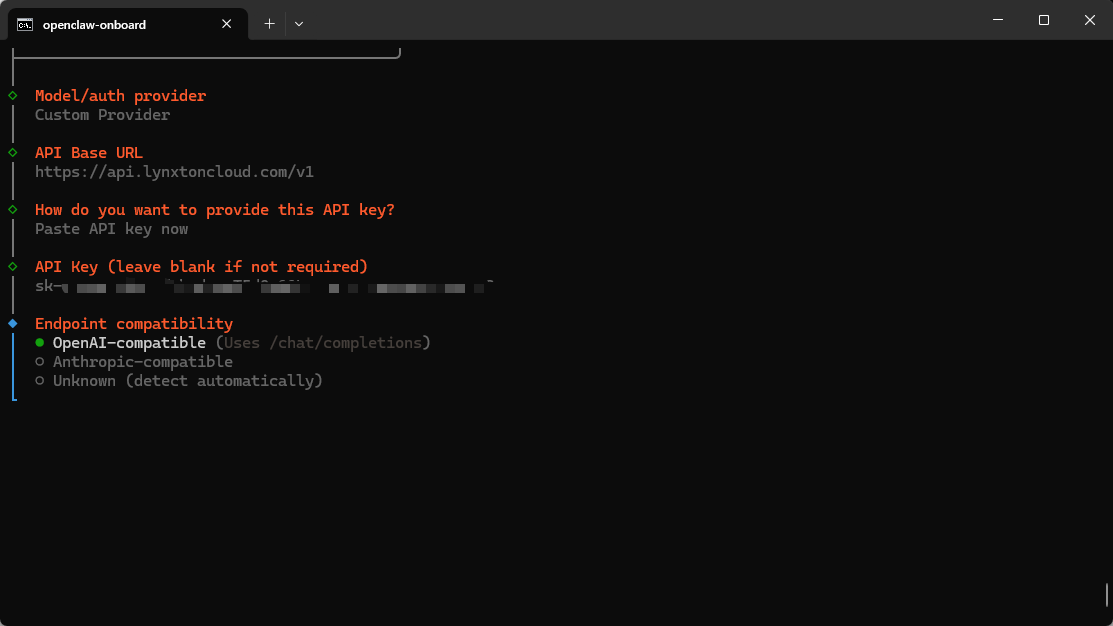 openclaw-onboard
Model/auth provider
Custom Provider
API Base URL
https://api.lynxtoncloud.com/v1
How do you want to provide this API key?
Paste API key now
API Key (leave blank if not required)
sk-
Endpoint compatibility
OpenAI-compatible (Uses /chat/completions)
Anthropic-compatible
Unknown (detect automatically)